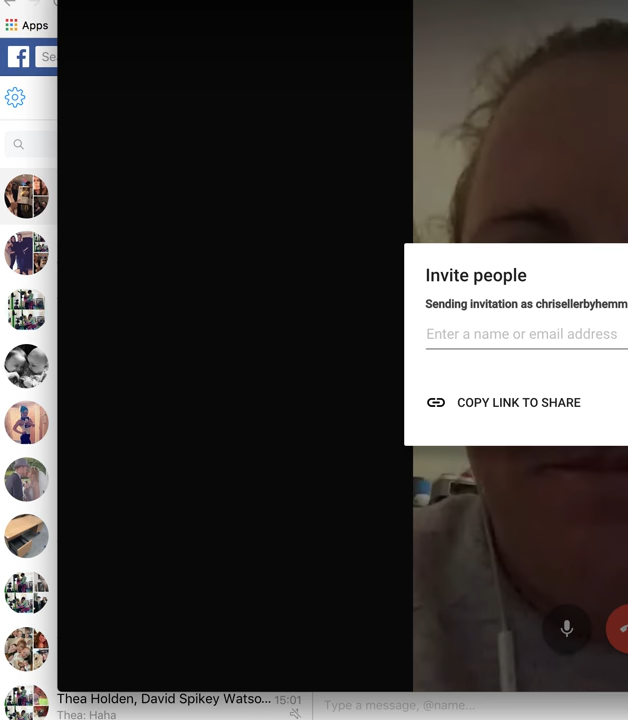 Apps
f
Se
Invite people
Sending invitation as chrisellerbyhemm
Enter a name or email address
COPY LINK TO SHARE
Thea Holden, David Spikey Watso... 15:01
Thea: Haha
Type a message, @name...